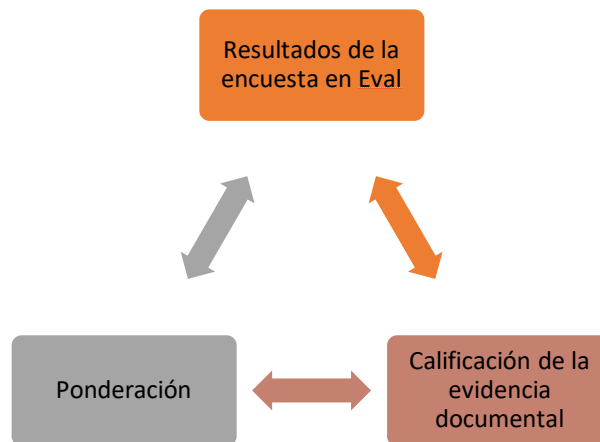 Resultados de la
encuesta en Eval
Ponderación
Calificación de la
evidencia
documental